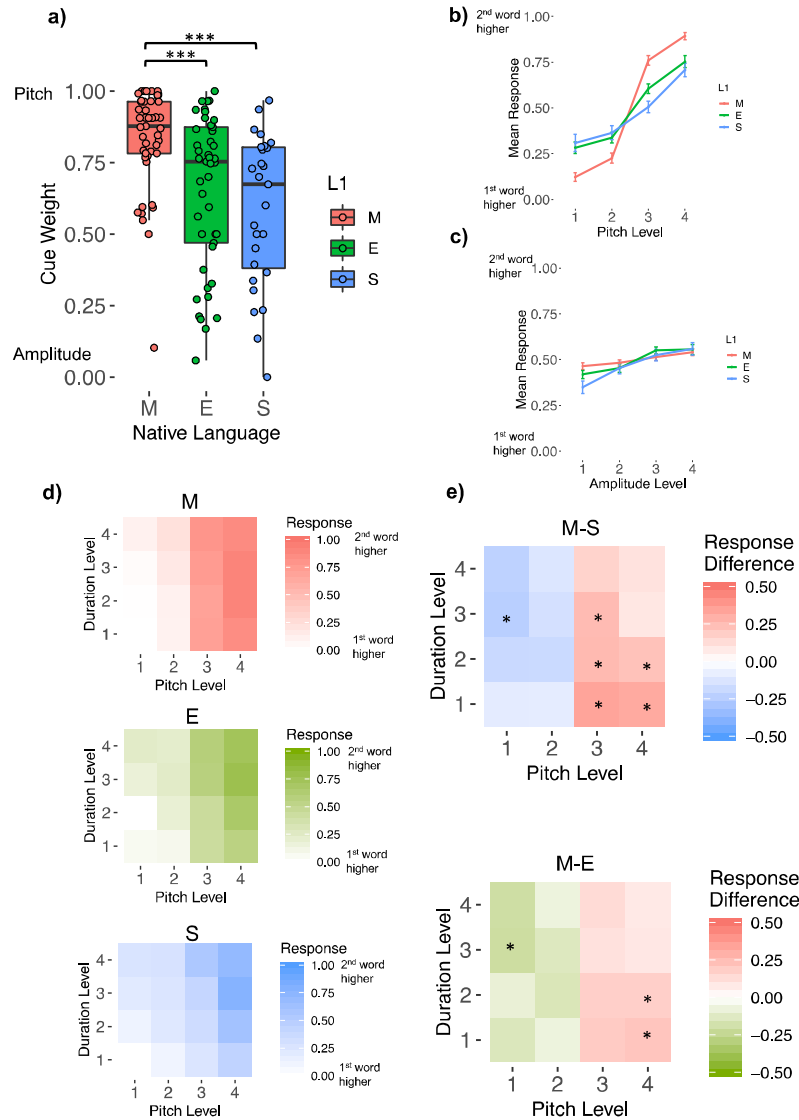 a)
***
***
Pitch
1.00
0.75
0.50
0.25
Amplitude
0.00
Cue Weight
M
E
S
Native Language
L1
M
E
S
b)
2nd word
higher
1.00
0.75
0.50
0.25
1st word
higher
0.00
Mean Response
1 2 3 4
Pitch Level
L1
M
E
S
c)
2nd word
higher
1.00
0.75
0.50
0.25
1st word
higher
0.00
Mean Response
1 2 3 4
Amplitude Level
L1
M
E
S
d)
M
Duration Level
4
3
2
1
1 2 3 4
Pitch Level
Response
1.00
0.75
0.50
0.25
0.00
2nd word
higher
1st word
higher
E
Duration Level
4
3
2
1
1 2 3 4
Pitch Level
Response
1.00
0.75
0.50
0.25
0.00
2nd word
higher
1st word
higher
S
Duration Level
4
3
2
1
1 2 3 4
Pitch Level
Response
1.00
0.75
0.50
0.25
0.00
2nd word
higher
1st word
higher
e)
M-S
Duration Level
4
3
2
1
* *
* *
* *
1 2 3 4
Pitch Level
Response
Difference
0.50
0.25
0.00
−0.25
−0.50
M-E
Duration Level
4
3
2
1
*
*
*
1 2 3 4
Pitch Level
Response
Difference
0.50
0.25
0.00
−0.25
−0.50